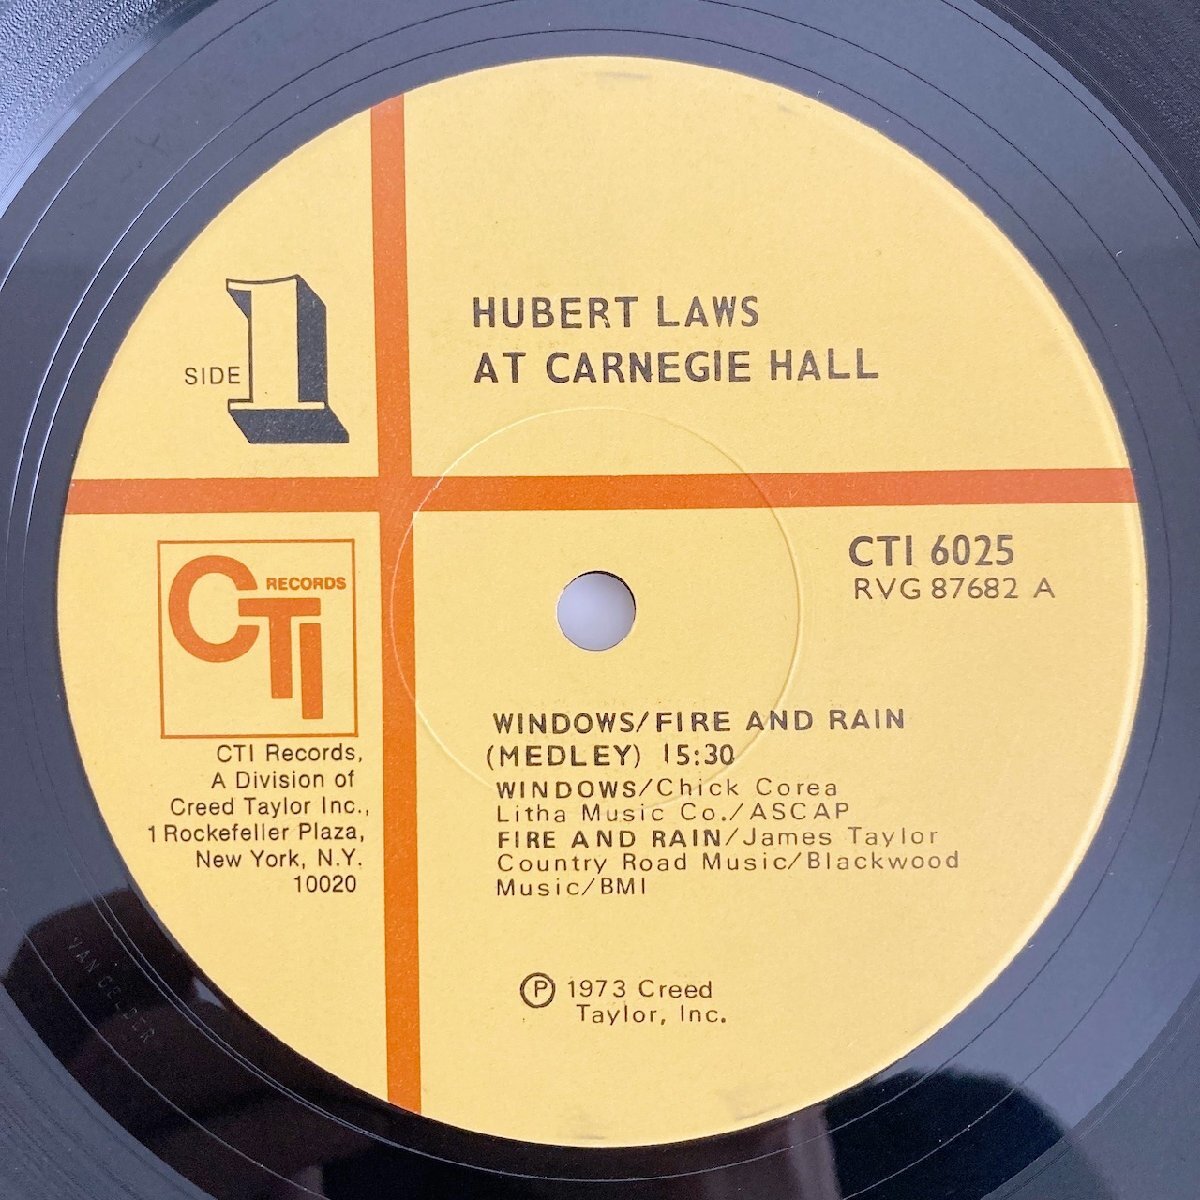 HUBERT LAWS
AT CARNEGIE HALL
SIDE 1
CTI 6025
RVG 87682 A
CTI RECORDS
CTI Records,
A Division of
Creed Taylor Inc.,
1 Rockefeller Plaza,
New York, N.Y.
10020
WINDOWS/FIRE AND RAIN
(MEDLEY) 15:30
WINDOWS/Chick Corea
Litha Music Co./ASCAP
FIRE AND RAIN/James Taylor
Country Road Music/Blackwood
Music/BMI
Ⓟ 1973 Creed
Taylor, Inc.
VAN